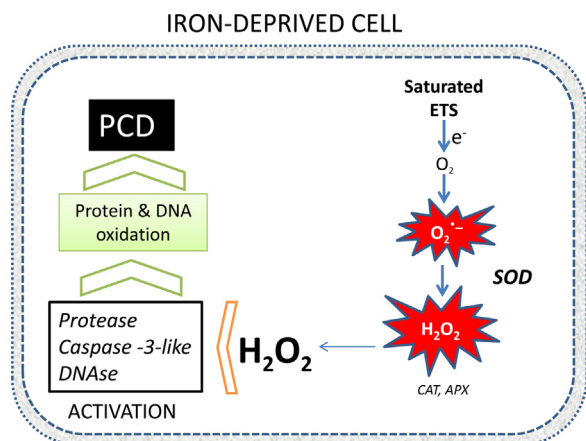 IRON-DEPRIVED CELL
Saturated
ETS
e⁻
O₂
O₂˙⁻
SOD
H₂O₂
CAT, APX
H₂O₂
Protease
Caspase -3-like
DNAse
ACTIVATION
Protein & DNA
oxidation
PCD